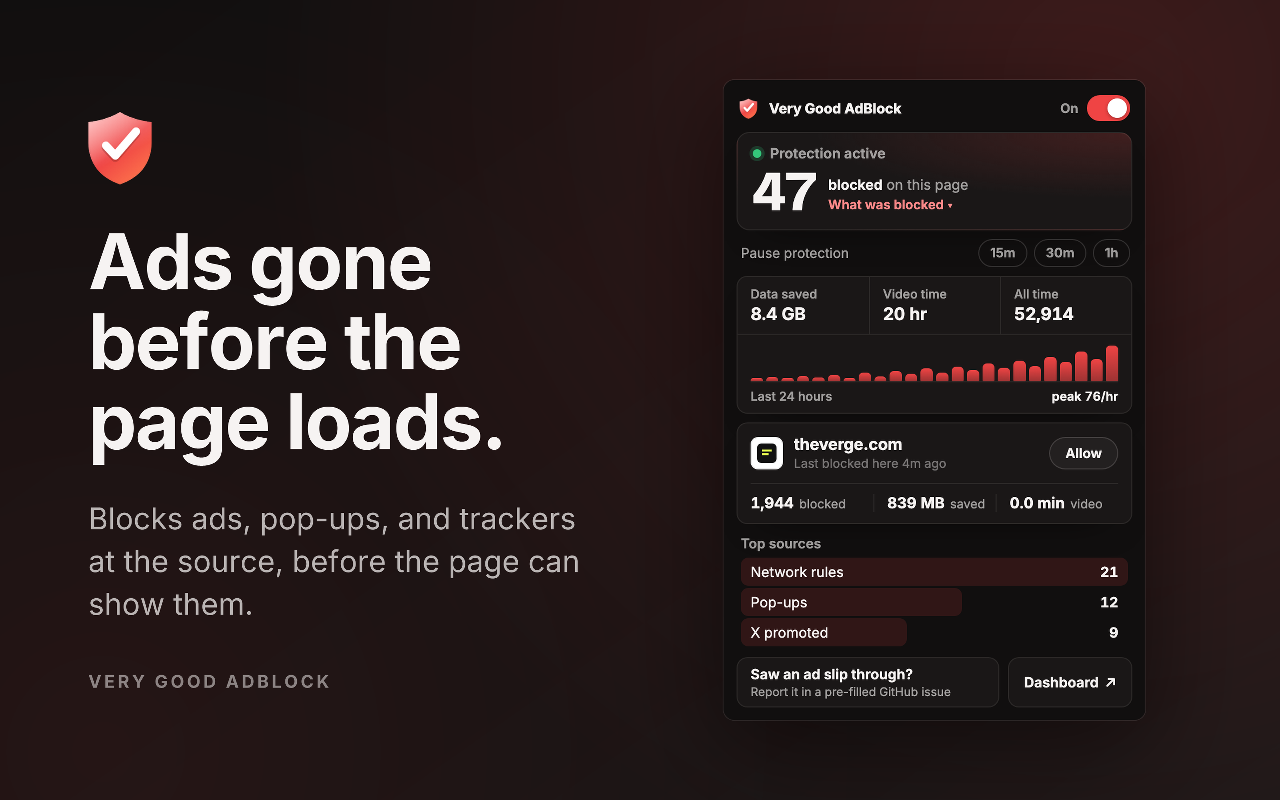 Ads gone
before the
page loads.
Blocks ads, pop-ups, and trackers
at the source, before the page can
show them.
VERY GOOD ADBLOCK
Very Good AdBlock On
Protection active
47 blocked on this page
What was blocked ▾
Pause protection 15m 30m 1h
Data saved Video time All time
8.4 GB 20 hr 52,914
Last 24 hours peak 76/hr
theverge.com
Last blocked here 4m ago
Allow
1,944 blocked 839 MB saved 0.0 min video
Top sources
Network rules 21
Pop-ups 12
X promoted 9
Saw an ad slip through?
Report it in a pre-filled GitHub issue
Dashboard ↗